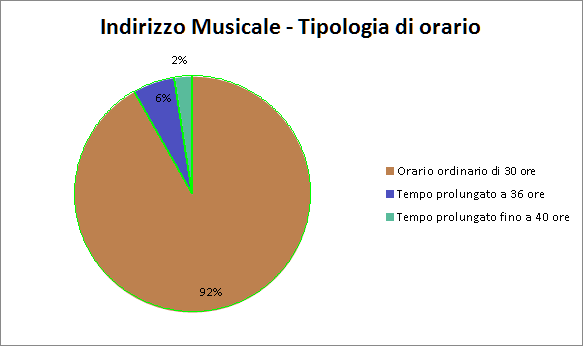 Indirizzo Musicale - Tipologia di orario
2%
6%
Orario ordinario di 30 ore
Tempo prolungato a 36 ore
Tempo prolungato fino a 40 ore
92%